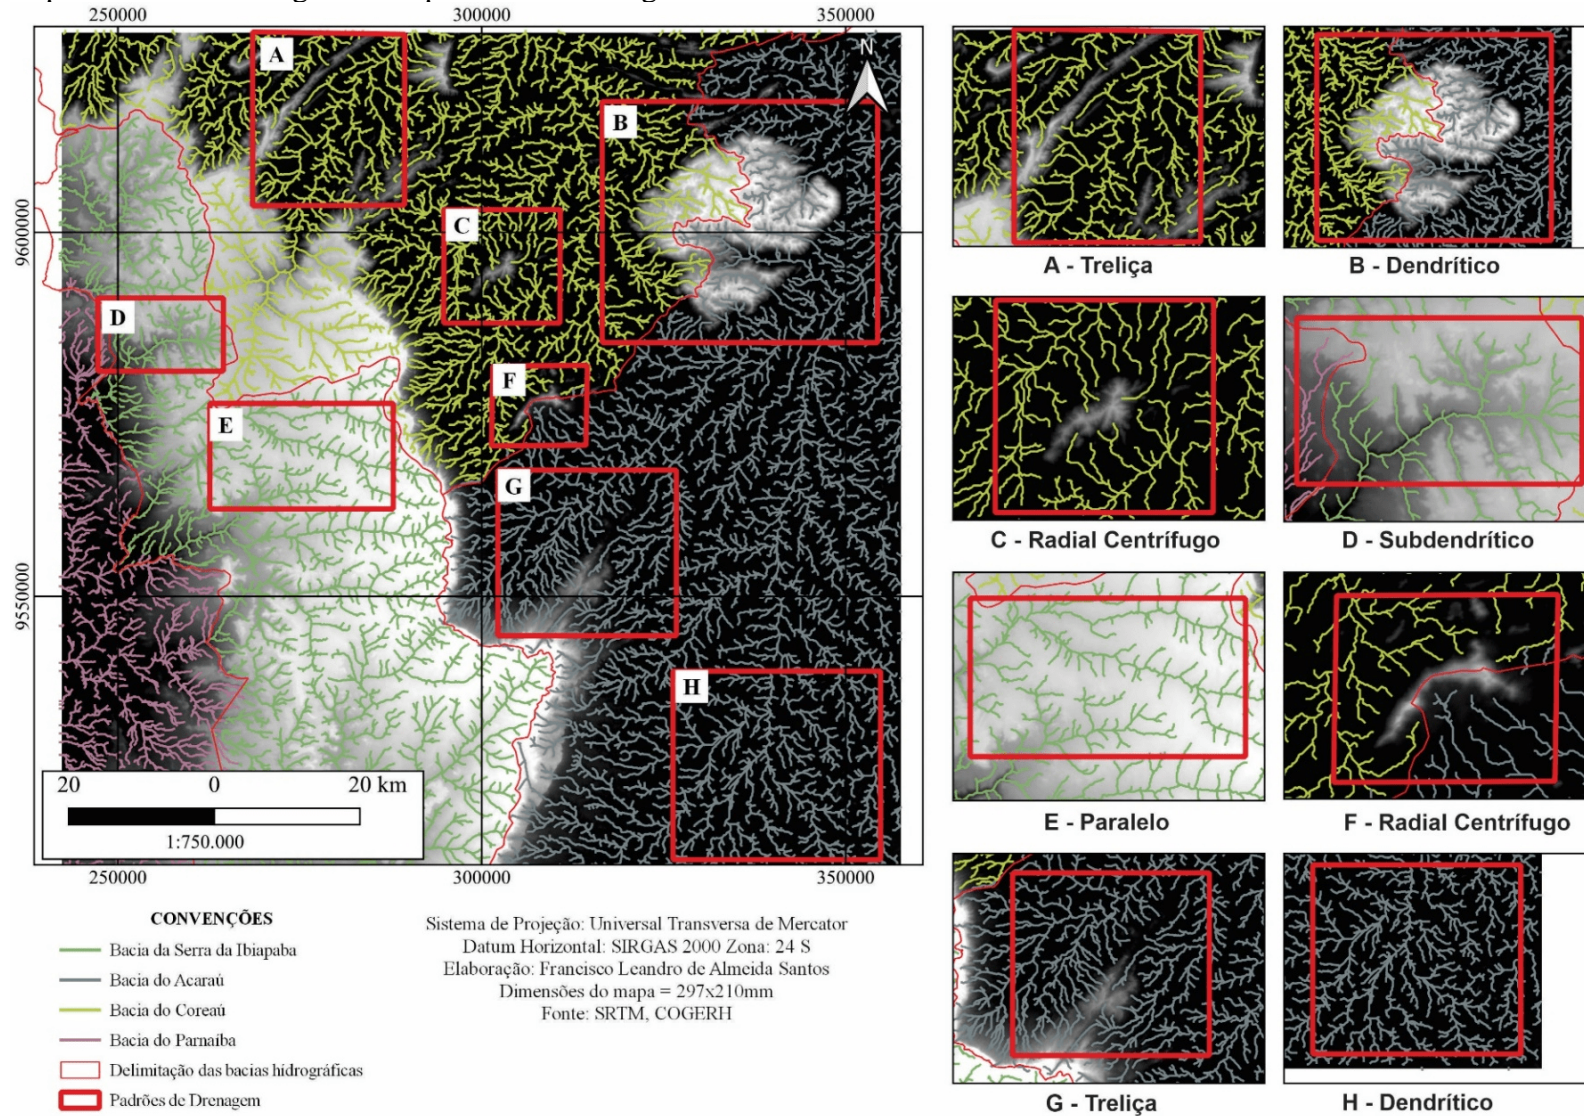 250000
300000
350000
N
A
B
C
D
E
F
G
H
9600000
9550000
20
0
20 km
1:750.000
250000
300000
350000
A - Treliça
B - Dendrítico
C - Radial Centrífugo
D - Subdendrítico
E - Paralelo
F - Radial Centrífugo
G - Treliça
H - Dendrítico
CONVENÇÕES
Bacia da Serra da Ibiapaba
Bacia do Acaraú
Bacia do Coreaú
Bacia do Parnaíba
Delimitação das bacias hidrográficas
Padrões de Drenagem
Sistema de Projeção: Universal Transversa de Mercator
Datum Horizontal: SIRGAS 2000 Zona: 24 S
Elaboração: Francisco Leandro de Almeida Santos
Dimensões do mapa = 297x210mm
Fonte: SRTM, COGERH